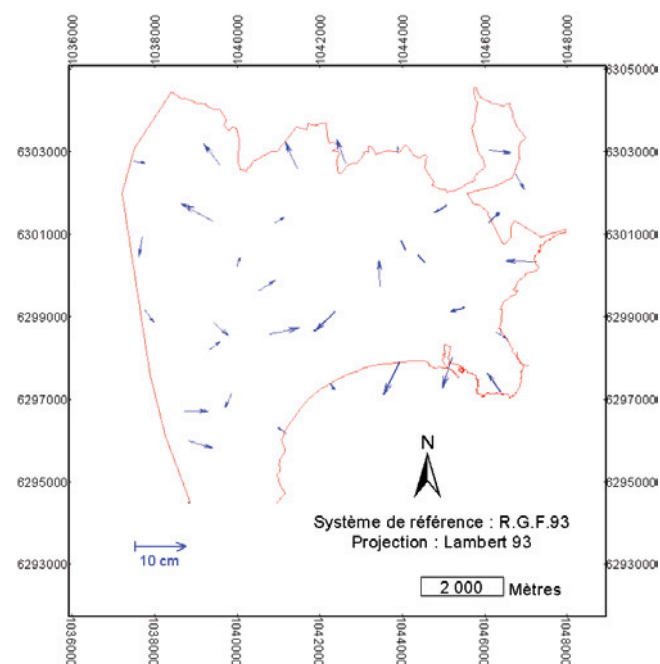 1036000 1038000 1040000 1042000 1044000 1046000 1048000
6305000
6303000 6303000
6301000 6301000
6299000 6299000
6297000 6297000
6295000 6295000
6293000 6293000
N
Système de référence : R.G.F.93
Projection : Lambert 93
10 cm
2 000 Mètres
1036000 1038000 1040000 1042000 1044000 1046000 1048000